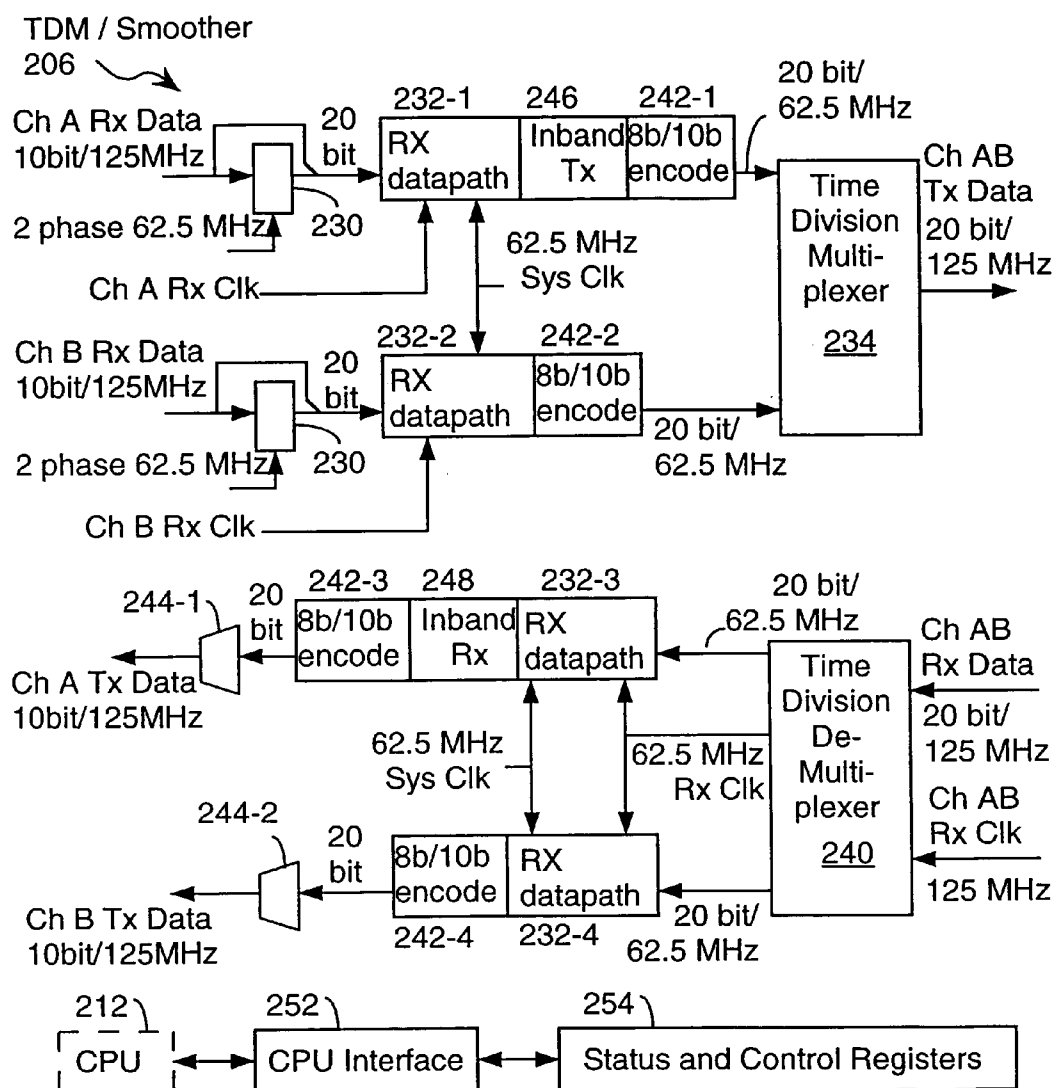 TDM / Smoother
206
Ch A Rx Data
10bit/125MHz
20
bit
2 phase 62.5 MHz
230
Ch A Rx Clk
232-1
246
242-1
RX
datapath
Inband
Tx
8b/10b
encode
20 bit/
62.5 MHz
62.5 MHz
Sys Clk
Time
Division
Multi-
plexer
234
Ch AB
Tx Data
20 bit/
125 MHz
Ch B Rx Data
10bit/125MHz
20
bit
2 phase 62.5 MHz
230
Ch B Rx Clk
232-2
242-2
RX
datapath
8b/10b
encode
20 bit/
62.5 MHz
244-1
20
bit
Ch A Tx Data
10bit/125MHz
242-3
248
232-3
8b/10b
encode
Inband
Rx
RX
datapath
20 bit/
62.5 MHz
62.5 MHz
Sys Clk
62.5 MHz
Rx Clk
Time
Division
De-
Multi-
plexer
240
Ch AB
Rx Data
20 bit/
125 MHz
Ch AB
Rx Clk
125 MHz
244-2
20
bit
Ch B Tx Data
10bit/125MHz
8b/10b
encode
RX
datapath
242-4
232-4
20 bit/
62.5 MHz
212
CPU
252
CPU Interface
254
Status and Control Registers